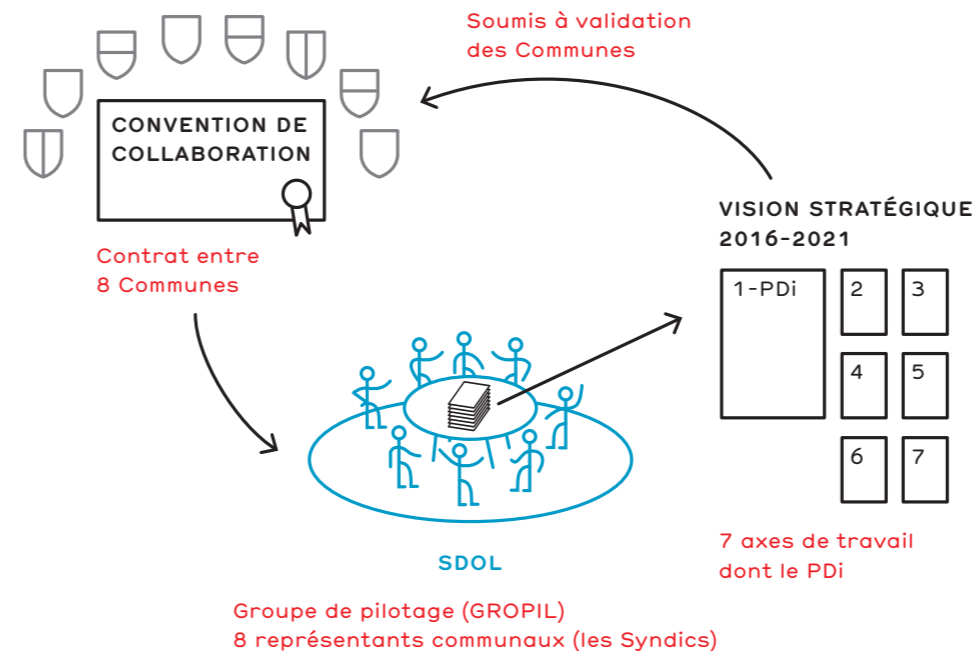 Soumis à validation
des Communes
CONVENTION DE
COLLABORATION
Contrat entre
8 Communes
VISION STRATÉGIQUE
2016-2021
1-PDi
2
3
4
5
6
7
7 axes de travail
dont le PDi
SDOL
Groupe de pilotage (GROPIL)
8 représentants communaux (les Syndics)